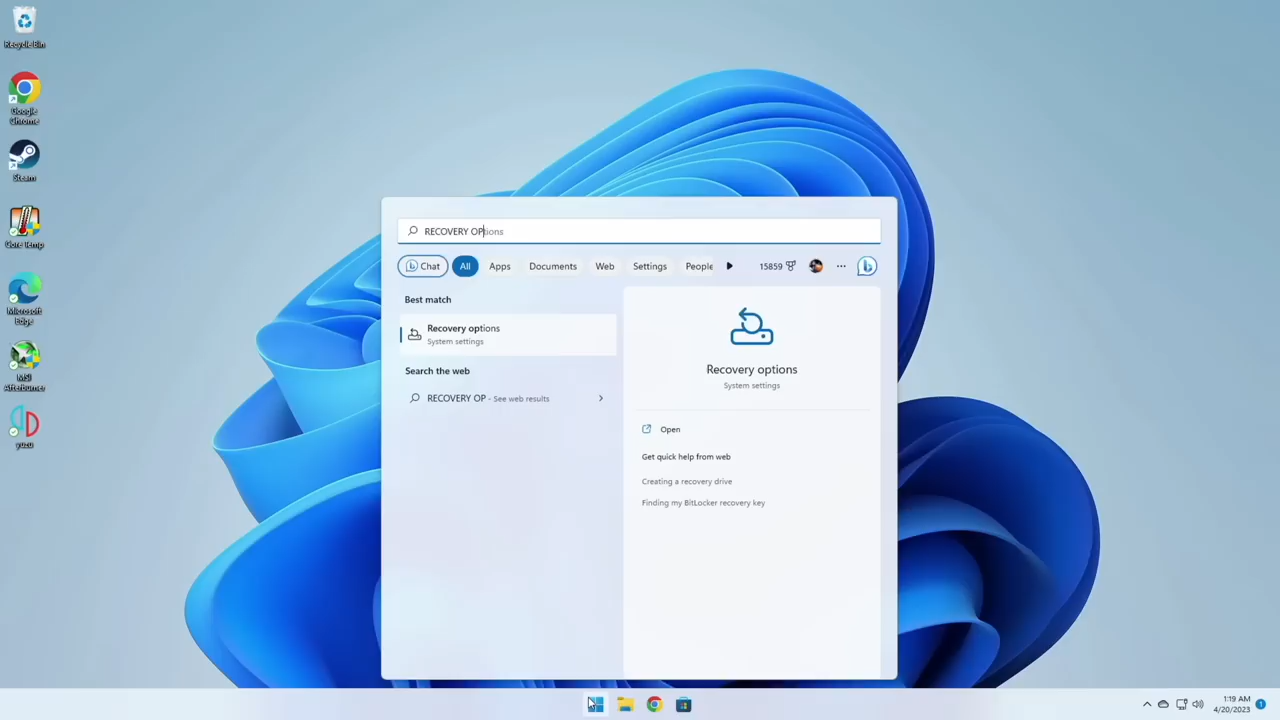 Recycle Bin
Google
Chrome
Steam
Core Temp
Microsoft
Edge
MSI
Afterburner
yuzu
RECOVERY OPtions
Chat All Apps Documents Web Settings People 15859
Best match
Recovery options
System settings
Search the web
RECOVERY OP - See web results
Recovery options
System settings
Open
Get quick help from web
Creating a recovery drive
Finding my BitLocker recovery key
1:19 AM
4/20/2023
1